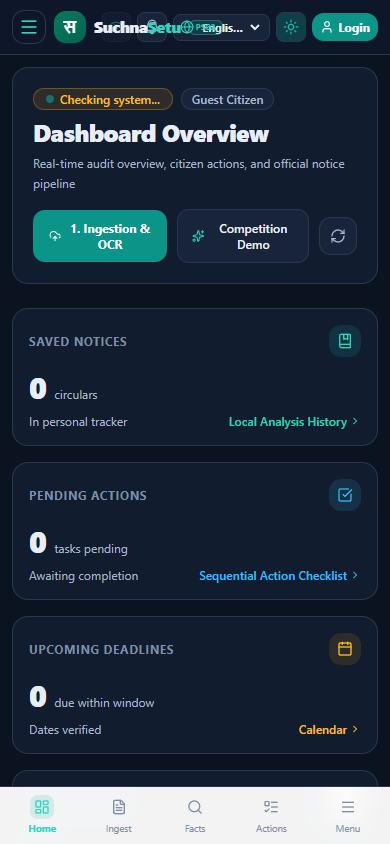 स SuchnaSetu Englis... Login
Checking system... Guest Citizen
Dashboard Overview
Real-time audit overview, citizen actions, and official notice
pipeline
1. Ingestion &
OCR
Competition
Demo
SAVED NOTICES
0 circulars
In personal tracker Local Analysis History
PENDING ACTIONS
0 tasks pending
Awaiting completion Sequential Action Checklist
UPCOMING DEADLINES
0 due within window
Dates verified Calendar
Home Ingest Facts Actions Menu